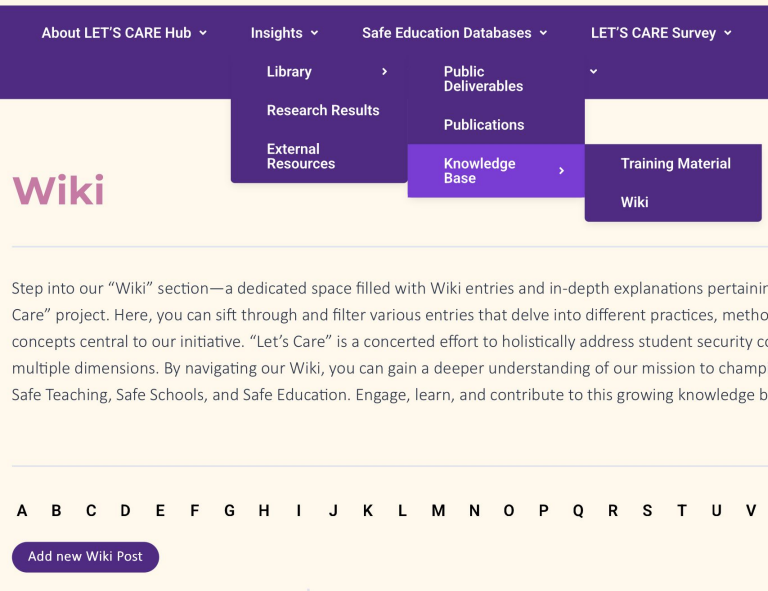 About LET'S CARE Hub Insights Safe Education Databases LET'S CARE Survey
Library
Research Results
External
Resources
Public
Deliverables
Publications
Knowledge
Base
Training Material
Wiki
Wiki
Step into our “Wiki” section—a dedicated space filled with Wiki entries and in-depth explanations
Care” project. Here, you can sift through and filter various entries that delve into different practices,
concepts central to our initiative. “Let’s Care” is a concerted effort to holistically address student security
multiple dimensions. By navigating our Wiki, you can gain a deeper understanding of our mission to
Safe Teaching, Safe Schools, and Safe Education. Engage, learn, and contribute to this growing knowledge
A B C D E F G H I J K L M N O P Q R S T U V
Add new Wiki Post